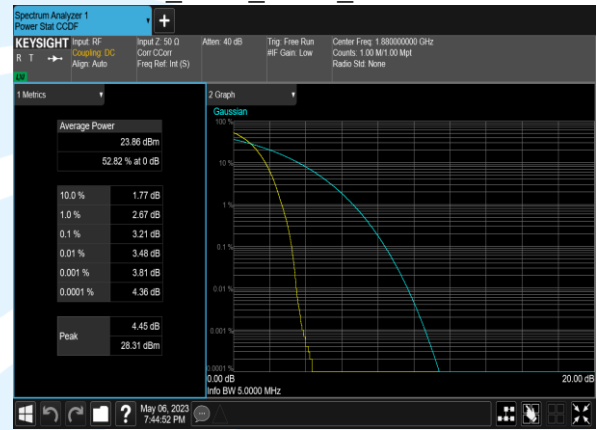 Spectrum Analyzer 1
Power Stat CCDF
+
KEYSIGHT
R T
LV
Input: RF
Coupling: DC
Align: Auto
Input Z: 50 Ω
Corr CCorr
Freq Ref: Int (S)
Atten: 40 dB
Trig: Free Run
#IF Gain: Low
Center Freq: 1.880000000 GHz
Counts: 1.00 M/1.00 Mpt
Radio Std: None
1 Metrics
Average Power
23.86 dBm
52.82 % at 0 dB
10.0 % 1.77 dB
1.0 % 2.67 dB
0.1 % 3.21 dB
0.01 % 3.48 dB
0.001 % 3.81 dB
0.0001 % 4.36 dB
Peak
4.45 dB
28.31 dBm
2 Graph
Gaussian
100 %
10 %
1 %
0.1 %
0.01 %
0.001 %
0.0001 %
0.00 dB 20.00 dB
Info BW 5.0000 MHz
?
May 06, 2023
7:44:52 PM